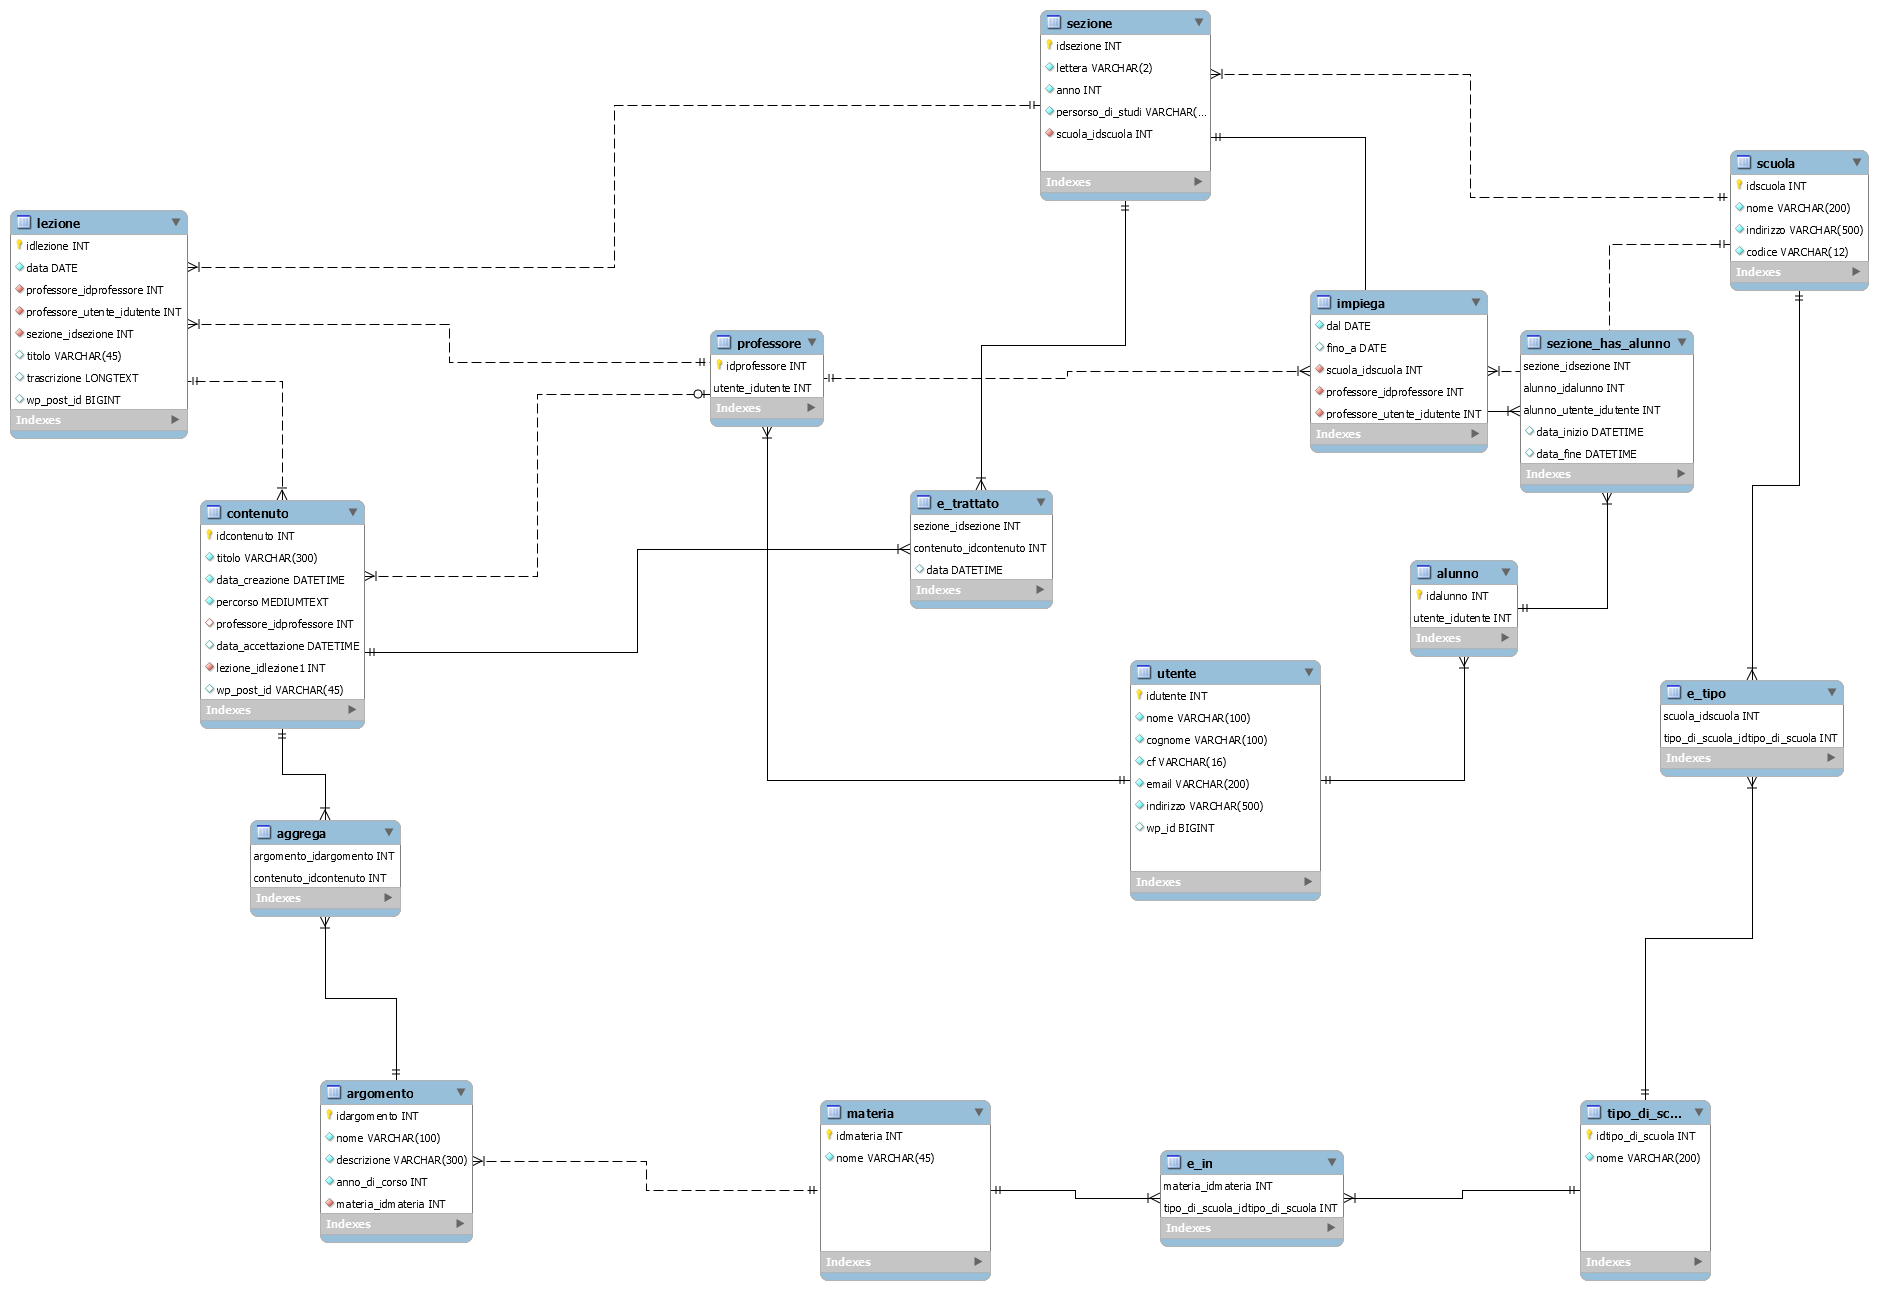 sezione
idsezione INT
lettera VARCHAR(2)
anno INT
persorso_di_studi VARCHAR(...
scuola_idscuola INT
Indexes
scuola
idscuola INT
nome VARCHAR(200)
indirizzo VARCHAR(500)
codice VARCHAR(12)
Indexes
lezione
idlezione INT
data DATE
professore_idprofessore INT
professore_utente_idutente INT
sezione_idsezione INT
titolo VARCHAR(45)
trascrizione LONGTEXT
wp_post_id BIGINT
Indexes
professore
idprofessore INT
utente_idutente INT
Indexes
impiega
dal DATE
fino_a DATE
scuola_idscuola INT
professore_idprofessore INT
professore_utente_idutente INT
Indexes
sezione_has_alunno
sezione_idsezione INT
alunno_idalunno INT
alunno_utente_idutente INT
data_inizio DATETIME
data_fine DATETIME
Indexes
contenuto
idcontenuto INT
titolo VARCHAR(300)
data_creazione DATETIME
percorso MEDIUMTEXT
professore_idprofessore INT
data_accettazione DATETIME
lezione_idlezione1 INT
wp_post_id VARCHAR(45)
Indexes
e_trattato
sezione_idsezione INT
contenuto_idcontenuto INT
data DATETIME
Indexes
alunno
idalunno INT
utente_idutente INT
Indexes
utente
idutente INT
nome VARCHAR(100)
cognome VARCHAR(100)
cf VARCHAR(16)
email VARCHAR(200)
indirizzo VARCHAR(500)
wp_id BIGINT
Indexes
e_tipo
scuola_idscuola INT
tipo_di_scuola_idtipo_di_scuola INT
Indexes
aggrega
argomento_idargomento INT
contenuto_idcontenuto INT
Indexes
argomento
idargomento INT
nome VARCHAR(100)
descrizione VARCHAR(300)
anno_di_corso INT
materia_idmateria INT
Indexes
materia
idmateria INT
nome VARCHAR(45)
Indexes
e_in
materia_idmateria INT
tipo_di_scuola_idtipo_di_scuola INT
Indexes
tipo_di_sc...
idtipo_di_scuola INT
nome VARCHAR(200)
Indexes